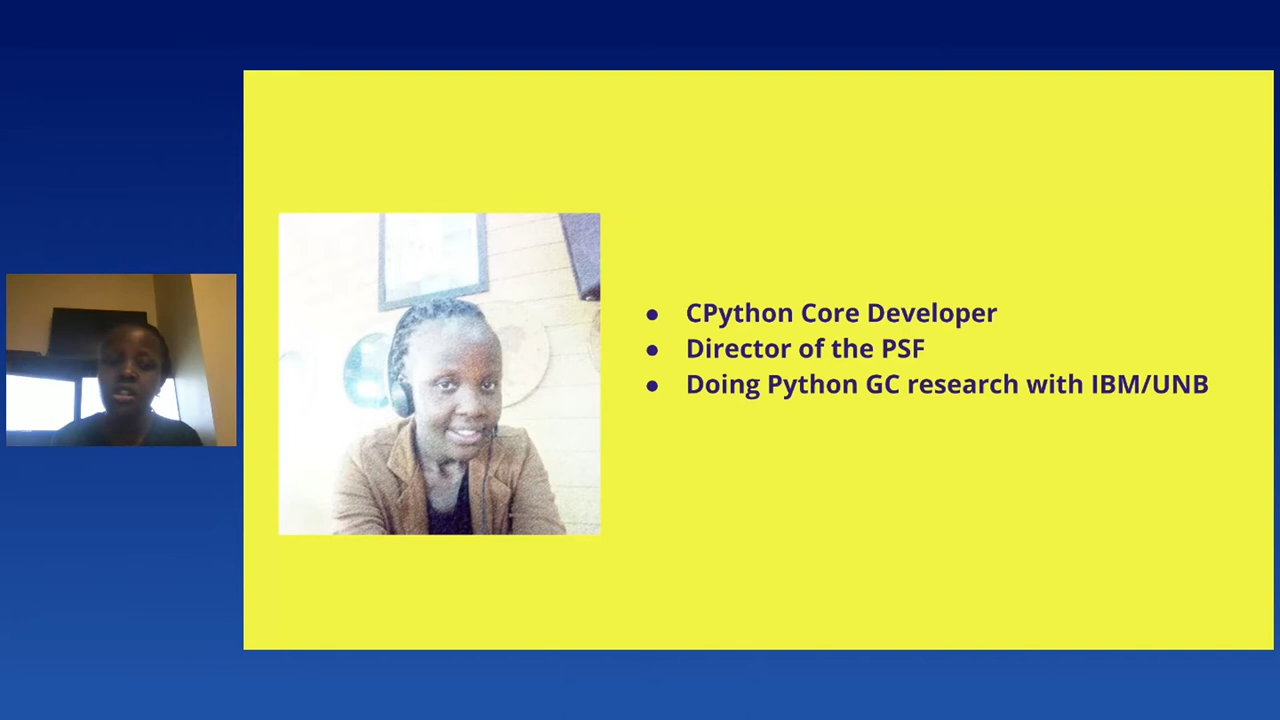 ● CPython Core Developer
● Director of the PSF
● Doing Python GC research with IBM/UNB